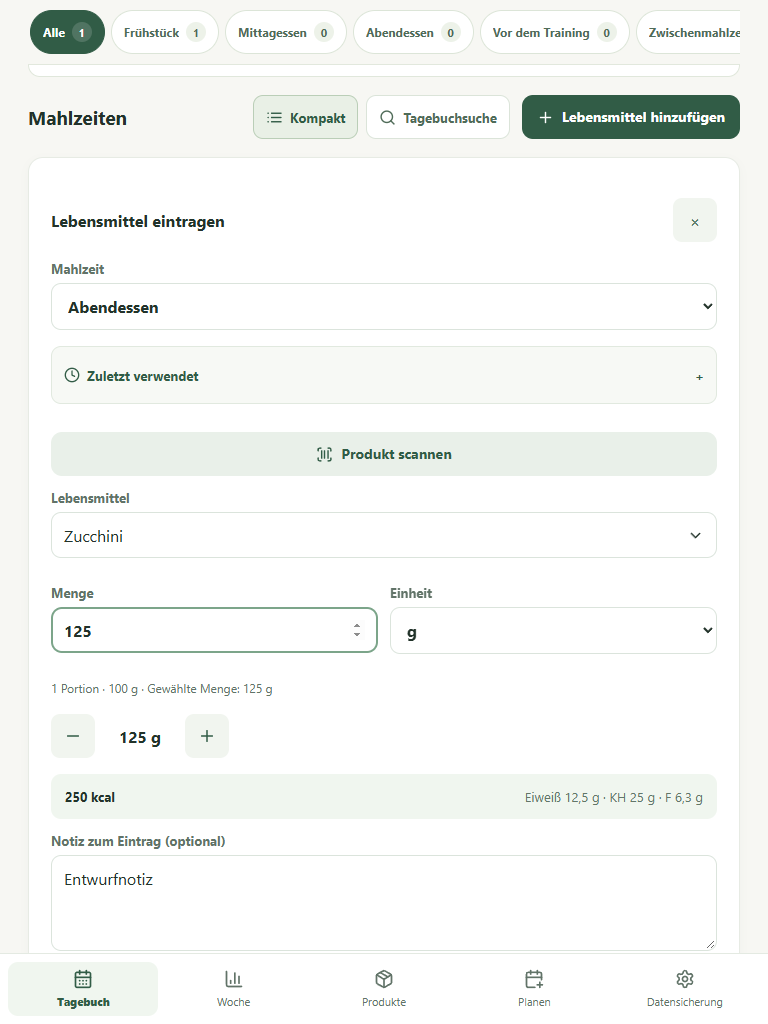 Alle 1 Frühstück 1 Mittagessen 0 Abendessen 0 Vor dem Training 0
Mahlzeiten Kompakt Tagebuchsuche Lebensmittel hinzufügen
Lebensmittel eintragen ×
Mahlzeit
Abendessen
Zuletzt verwendet +
Produkt scannen
Lebensmittel
Zucchini
Menge Einheit
125 g
1 Portion · 100 g · Gewählte Menge: 125 g
− 125 g +
250 kcal Eiweiß 12,5 g · KH 25 g · F 6,3 g
Notiz zum Eintrag (optional)
Entwurfnotiz
Tagebuch Woche Produkte Planen Datensicherung